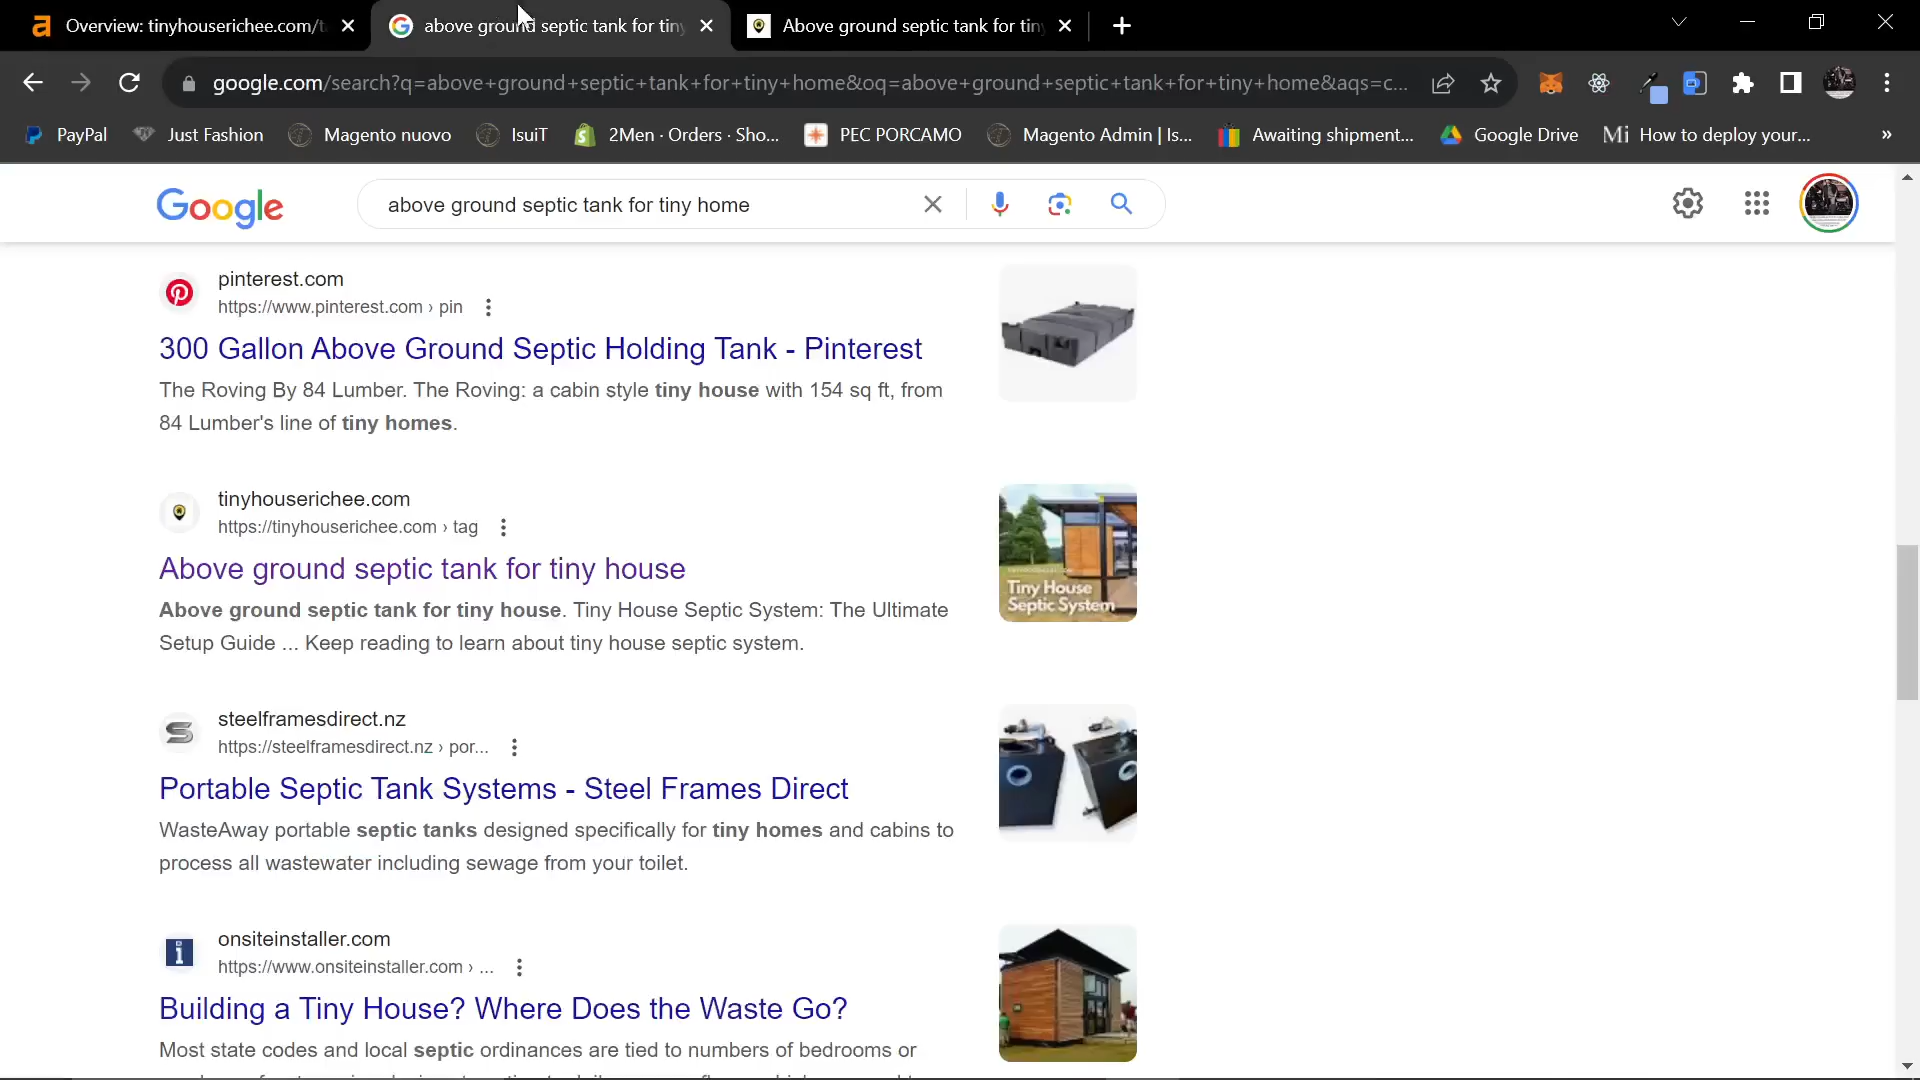 Overview: tinyhouserichee.com/t
above ground septic tank for tin
Above ground septic tank for tin
google.com/search?q=above+ground+septic+tank+for+tiny+home&oq=above+ground+septic+tank+for+tiny+home&aqs=c...
PayPal
Just Fashion
Magento nuovo
IsuiT
2Men · Orders · Sho...
PEC PORCAMO
Magento Admin | Is...
Awaiting shipment...
Google Drive
Mi How to deploy your...
»
Google
above ground septic tank for tiny home
pinterest.com
https://www.pinterest.com › pin
300 Gallon Above Ground Septic Holding Tank - Pinterest
The Roving By 84 Lumber. The Roving: a cabin style tiny house with 154 sq ft, from
84 Lumber's line of tiny homes.
tinyhouserichee.com
https://tinyhouserichee.com › tag
Above ground septic tank for tiny house
Above ground septic tank for tiny house. Tiny House Septic System: The Ultimate
Setup Guide ... Keep reading to learn about tiny house septic system.
Tiny House
Septic System
steelframesdirect.nz
https://steelframesdirect.nz › por...
Portable Septic Tank Systems - Steel Frames Direct
WasteAway portable septic tanks designed specifically for tiny homes and cabins to
process all wastewater including sewage from your toilet.
onsiteinstaller.com
https://www.onsiteinstaller.com › ...
Building a Tiny House? Where Does the Waste Go?
Most state codes and local septic ordinances are tied to numbers of bedrooms or